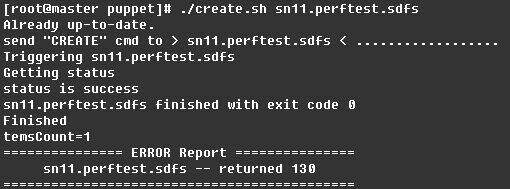 [root@master puppet]# ./create.sh sn11.perftest.sdfs
Already up-to-date.
send "CREATE" cmd to > sn11.perftest.sdfs < ..................
Triggering sn11.perftest.sdfs
Getting status
status is success
sn11.perftest.sdfs finished with exit code 0
Finished
temsCount=1
=============== ERROR Report ===============
sn11.perftest.sdfs -- returned 130
============================================